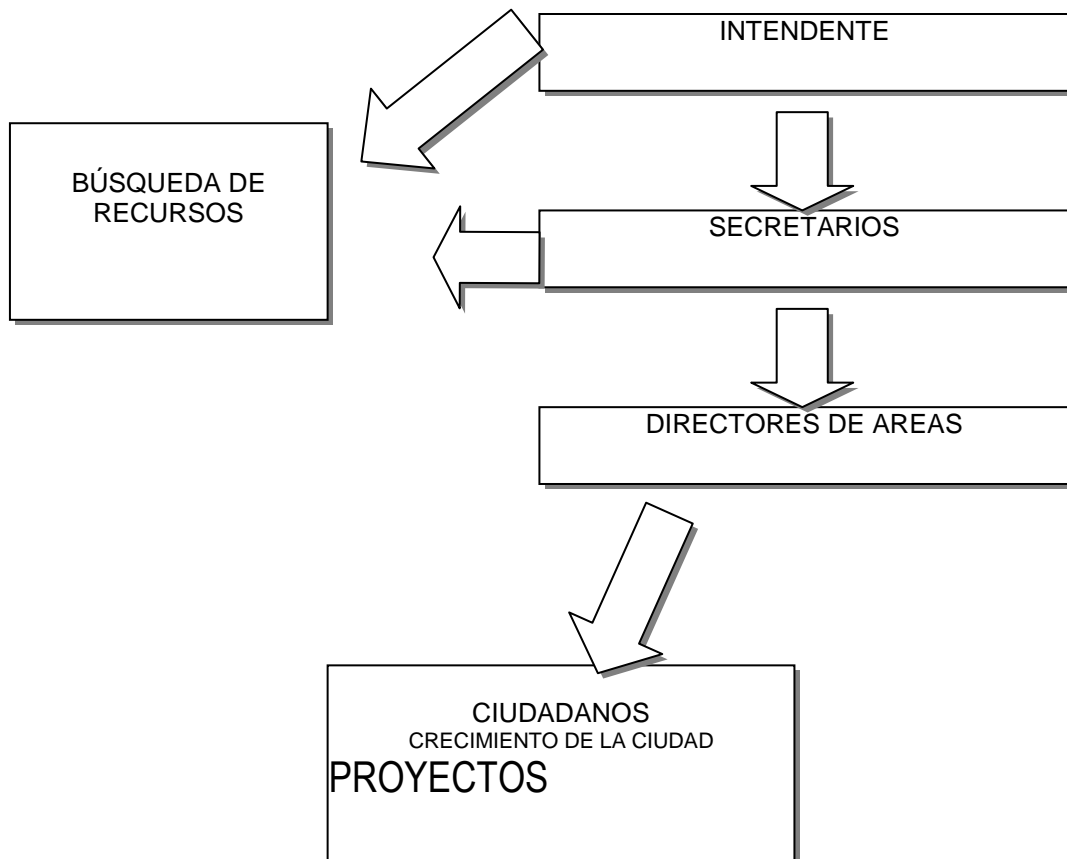 INTENDENTE
BÚSQUEDA DE
RECURSOS
SECRETARIOS
DIRECTORES DE AREAS
CIUDADANOS
CRECIMIENTO DE LA CIUDAD
PROYECTOS